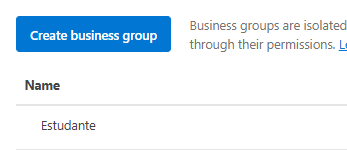 Create business group
Business groups are isolated
through their permissions.
Name
Estudante